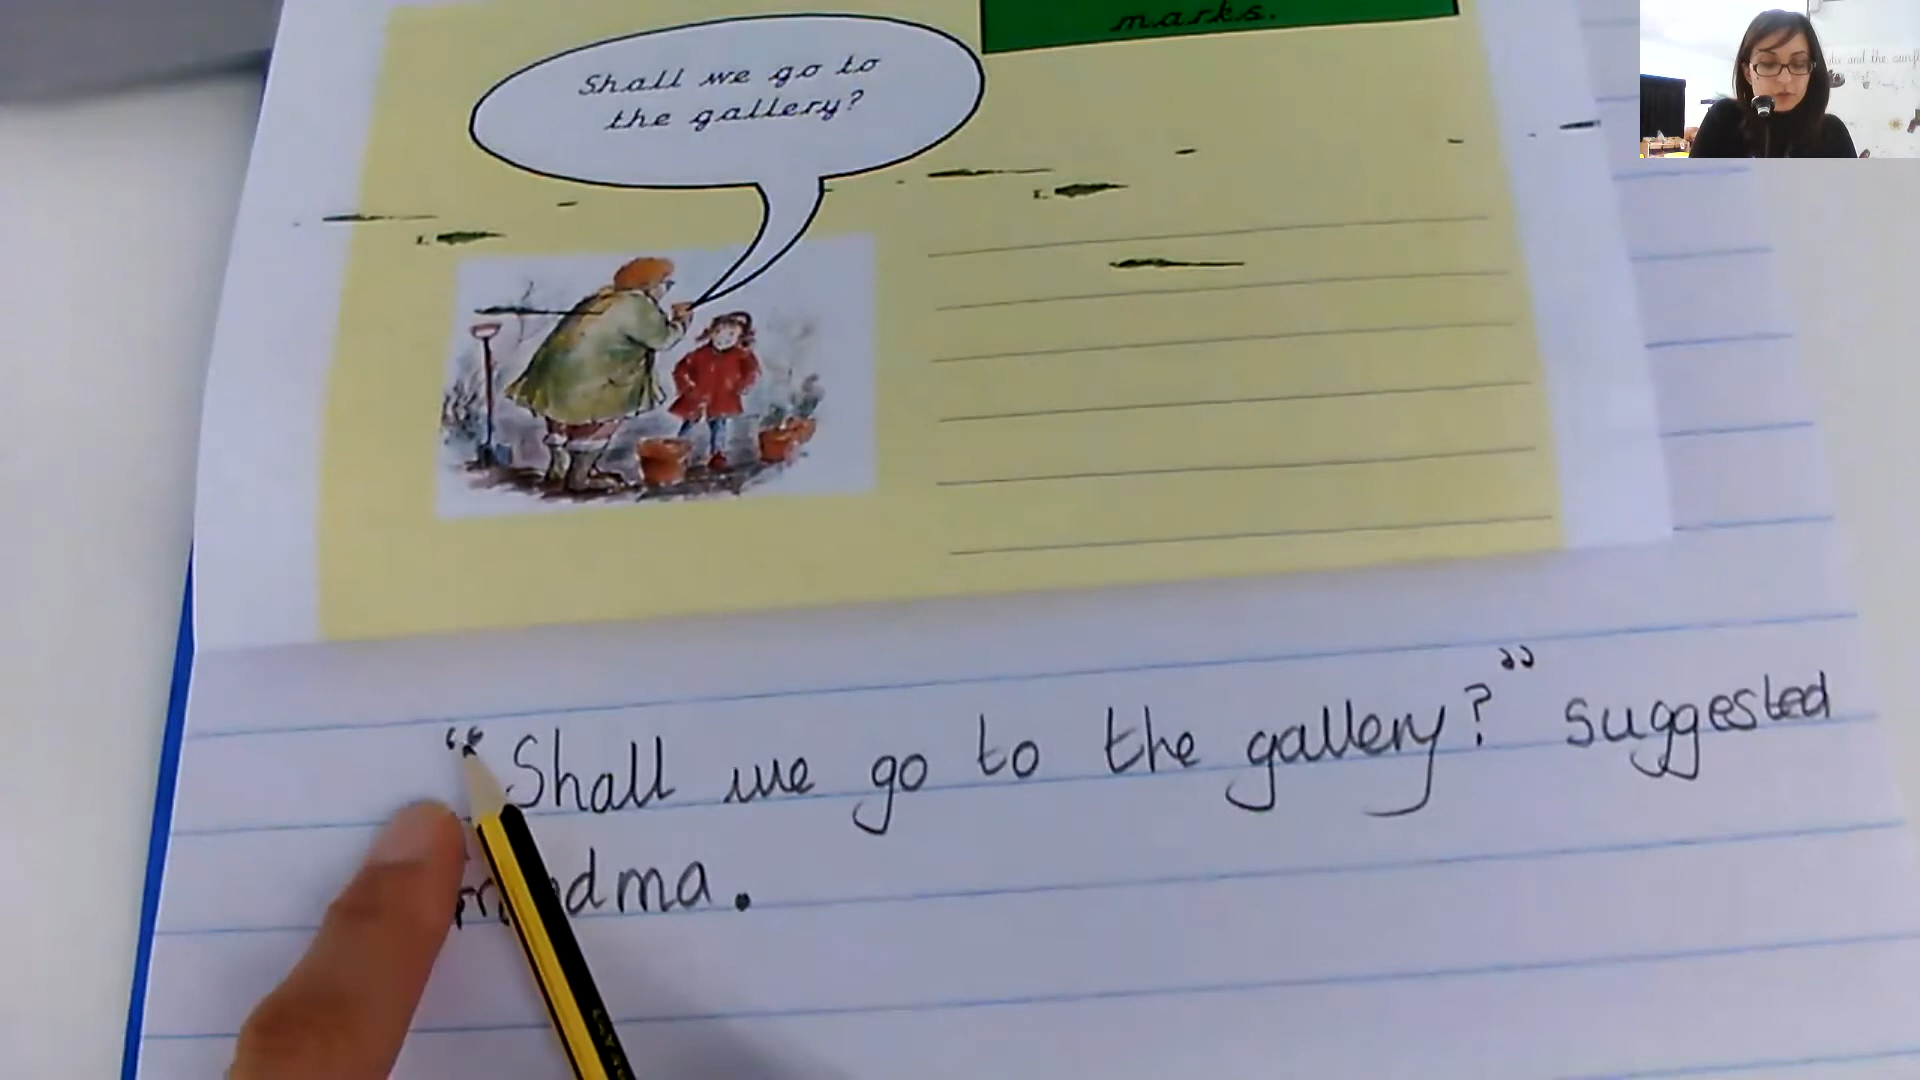 marks.
Shall we go to
the gallery?
“Shall we go to the gallery?” suggested
dma.